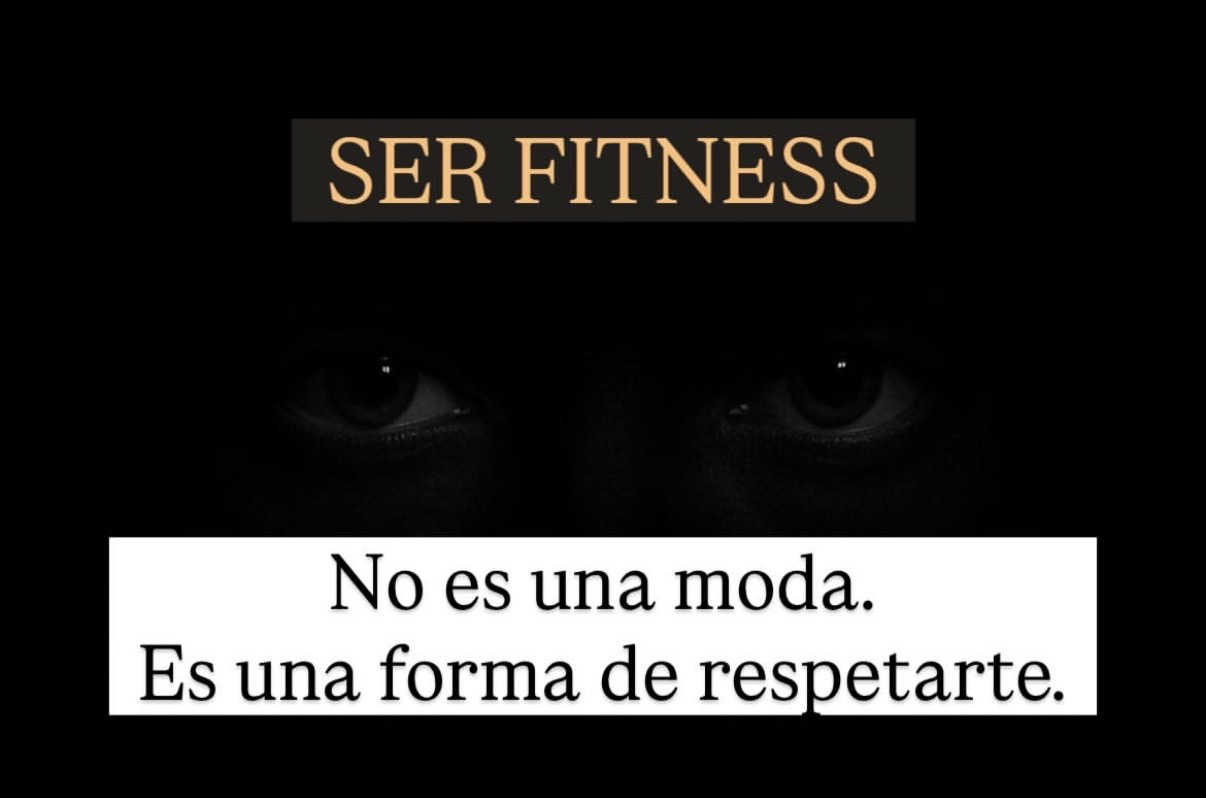 SER FITNESS
No es una moda.
Es una forma de respetarte.